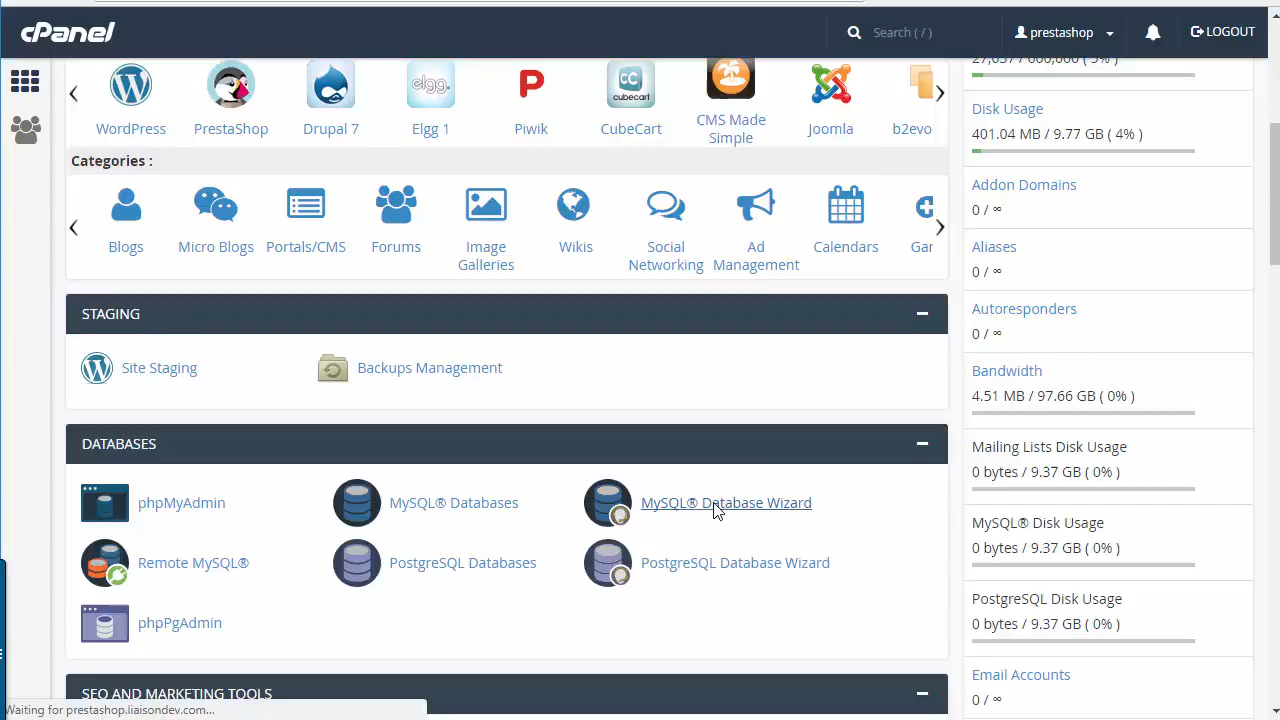 cPanel
Search ( / )
prestashop
LOGOUT
WordPress
PrestaShop
Drupal 7
elgg
Elgg 1
P
Piwik
CC
cubecart
CubeCart
CMS Made
Simple
Joomla
b2evo
Categories :
Blogs
Micro Blogs
Portals/CMS
Forums
Image
Galleries
Wikis
Social
Networking
Ad
Management
Calendars
Gar
STAGING
Site Staging
Backups Management
DATABASES
phpMyAdmin
MySQL® Databases
MySQL® Database Wizard
Remote MySQL®
PostgreSQL Databases
PostgreSQL Database Wizard
phpPgAdmin
SEO AND MARKETING TOOLS
Waiting for prestashop.liaisondev.com...
Disk Usage
401.04 MB / 9.77 GB ( 4% )
Addon Domains
0 / ∞
Aliases
0 / ∞
Autoresponders
0 / ∞
Bandwidth
4.51 MB / 97.66 GB ( 0% )
Mailing Lists Disk Usage
0 bytes / 9.37 GB ( 0% )
MySQL® Disk Usage
0 bytes / 9.37 GB ( 0% )
PostgreSQL Disk Usage
0 bytes / 9.37 GB ( 0% )
Email Accounts
0 / ∞